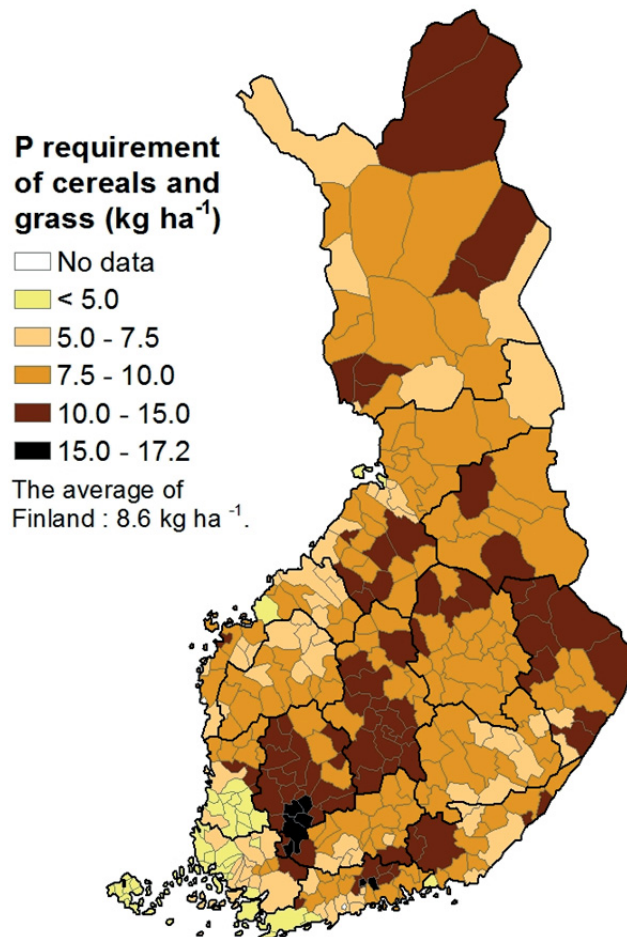 P requirement
of cereals and
grass (kg ha⁻¹)
No data
< 5.0
5.0 - 7.5
7.5 - 10.0
10.0 - 15.0
15.0 - 17.2
The average of
Finland : 8.6 kg ha ⁻¹.